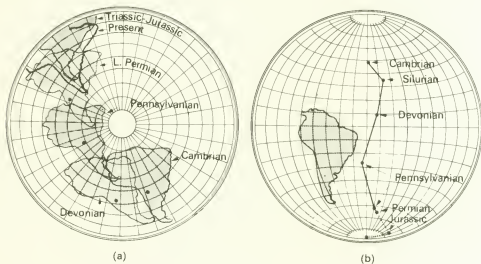 Triassic-Jurassic
Present
L. Permian
Pennsylvanian
Cambrian
Devonian
(a)
Cambrian
Silurian
Devonian
Pennsylvanian
Permian
Jurassic
(b)